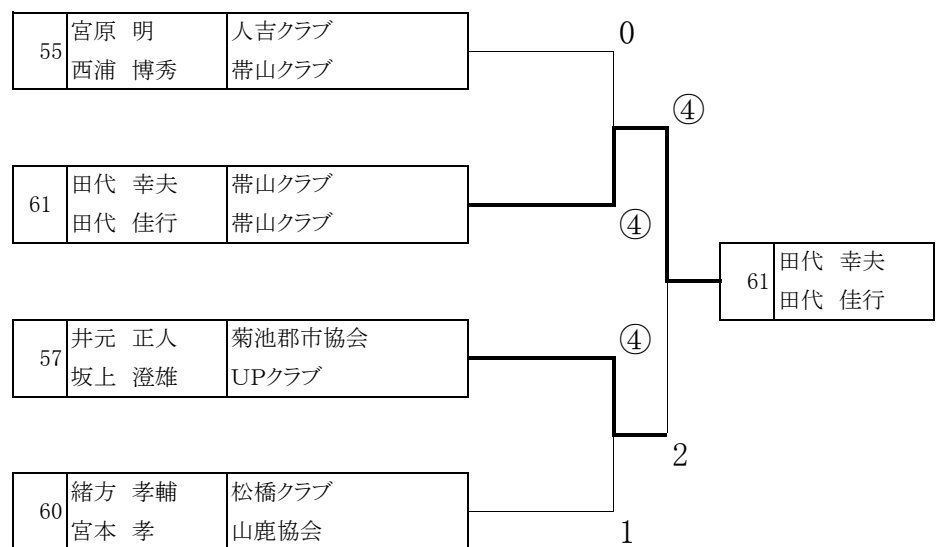 55 宮原 明 人吉クラブ 0
西浦 博秀 帯山クラブ
④
61 田代 幸夫 帯山クラブ
田代 佳行 帯山クラブ ④
61 田代 幸夫
田代 佳行
57 井元 正人 菊池郡市協会 ④
坂上 澄雄 UPクラブ
2
60 緒方 孝輔 松橋クラブ
宮本 孝 山鹿協会 1